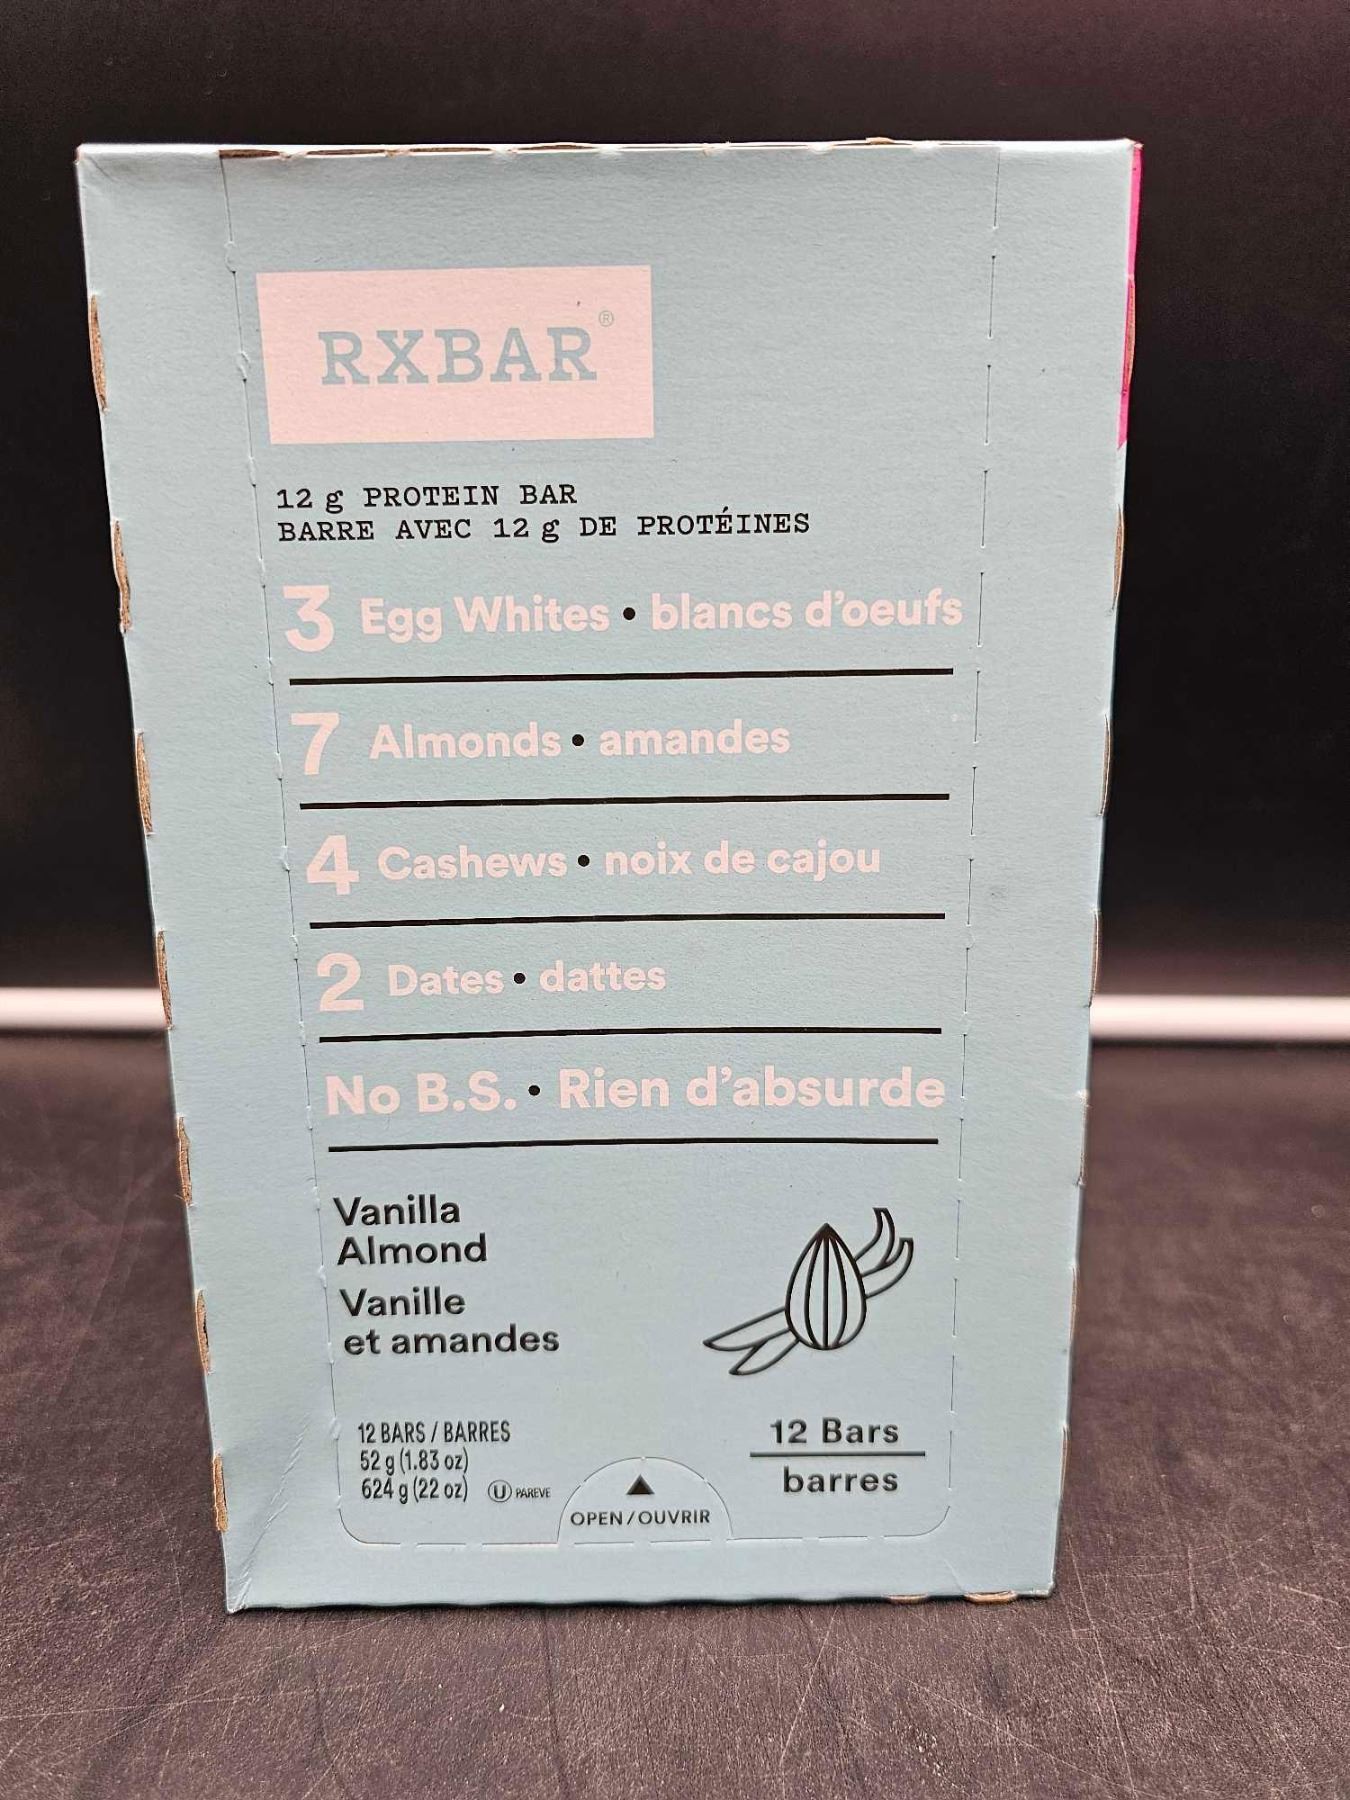 RXBAR®
12 g PROTEIN BAR
BARRE AVEC 12 g DE PROTÉINES
3 Egg Whites • blancs d'oeufs
7 Almonds • amandes
4 Cashews • noix de cajou
2 Dates • dattes
No B.S. • Rien d'absurde
Vanilla
Almond
Vanille
et amandes
12 BARS / BARRES
52 g (1.83 oz)
624 g (22 oz) U PAREVE
OPEN/OUVRIR
12 Bars
barres